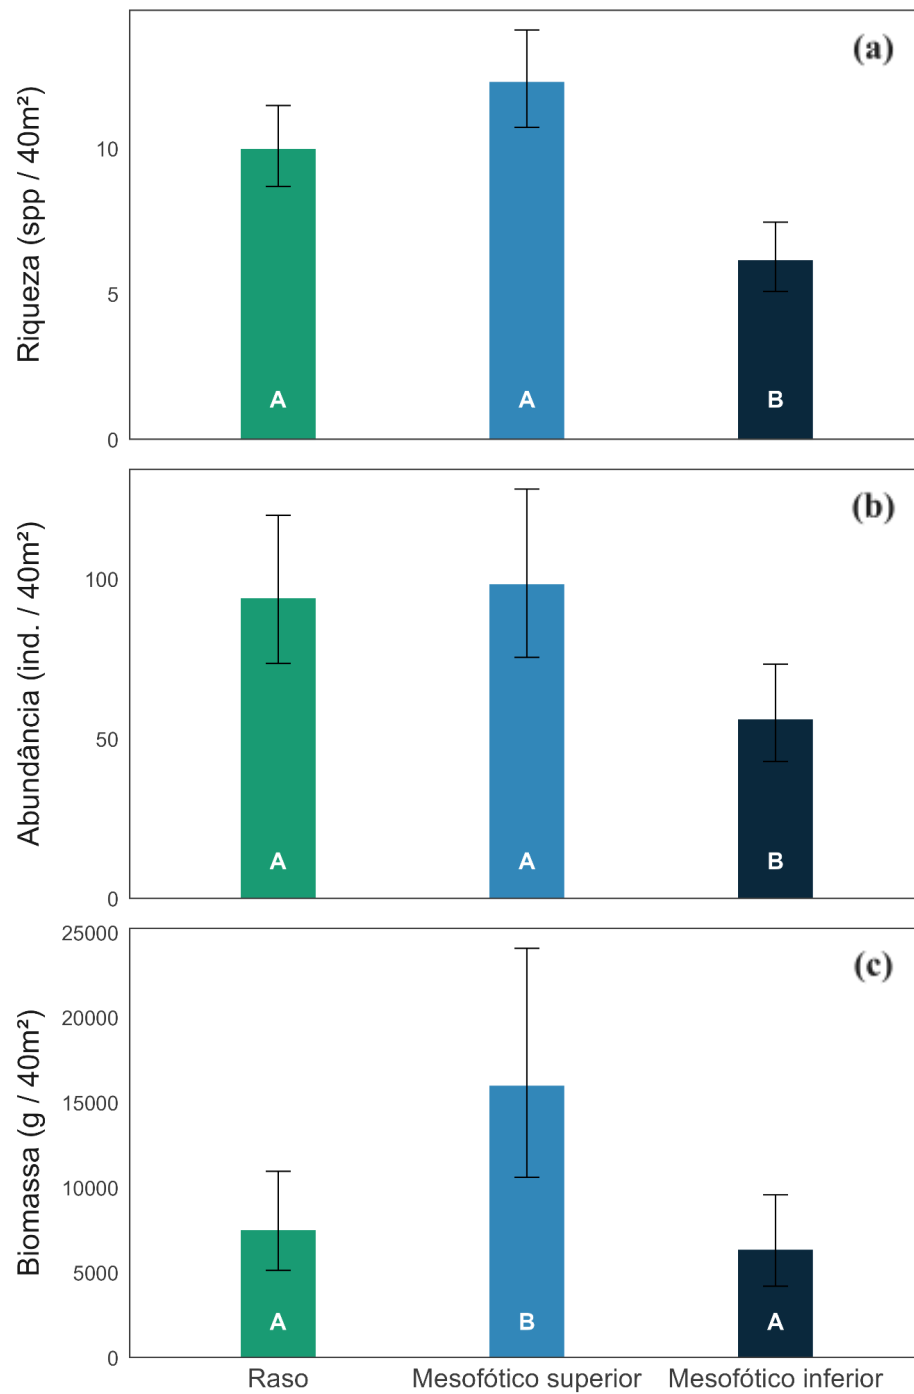 (a)
Riqueza (spp / 40m²)
10
5
0
A
A
B
(b)
Abundância (ind. / 40m²)
100
50
0
A
A
B
(c)
Biomassa (g / 40m²)
25000
20000
15000
10000
5000
0
A
B
A
Raso
Mesofótico superior
Mesofótico inferior